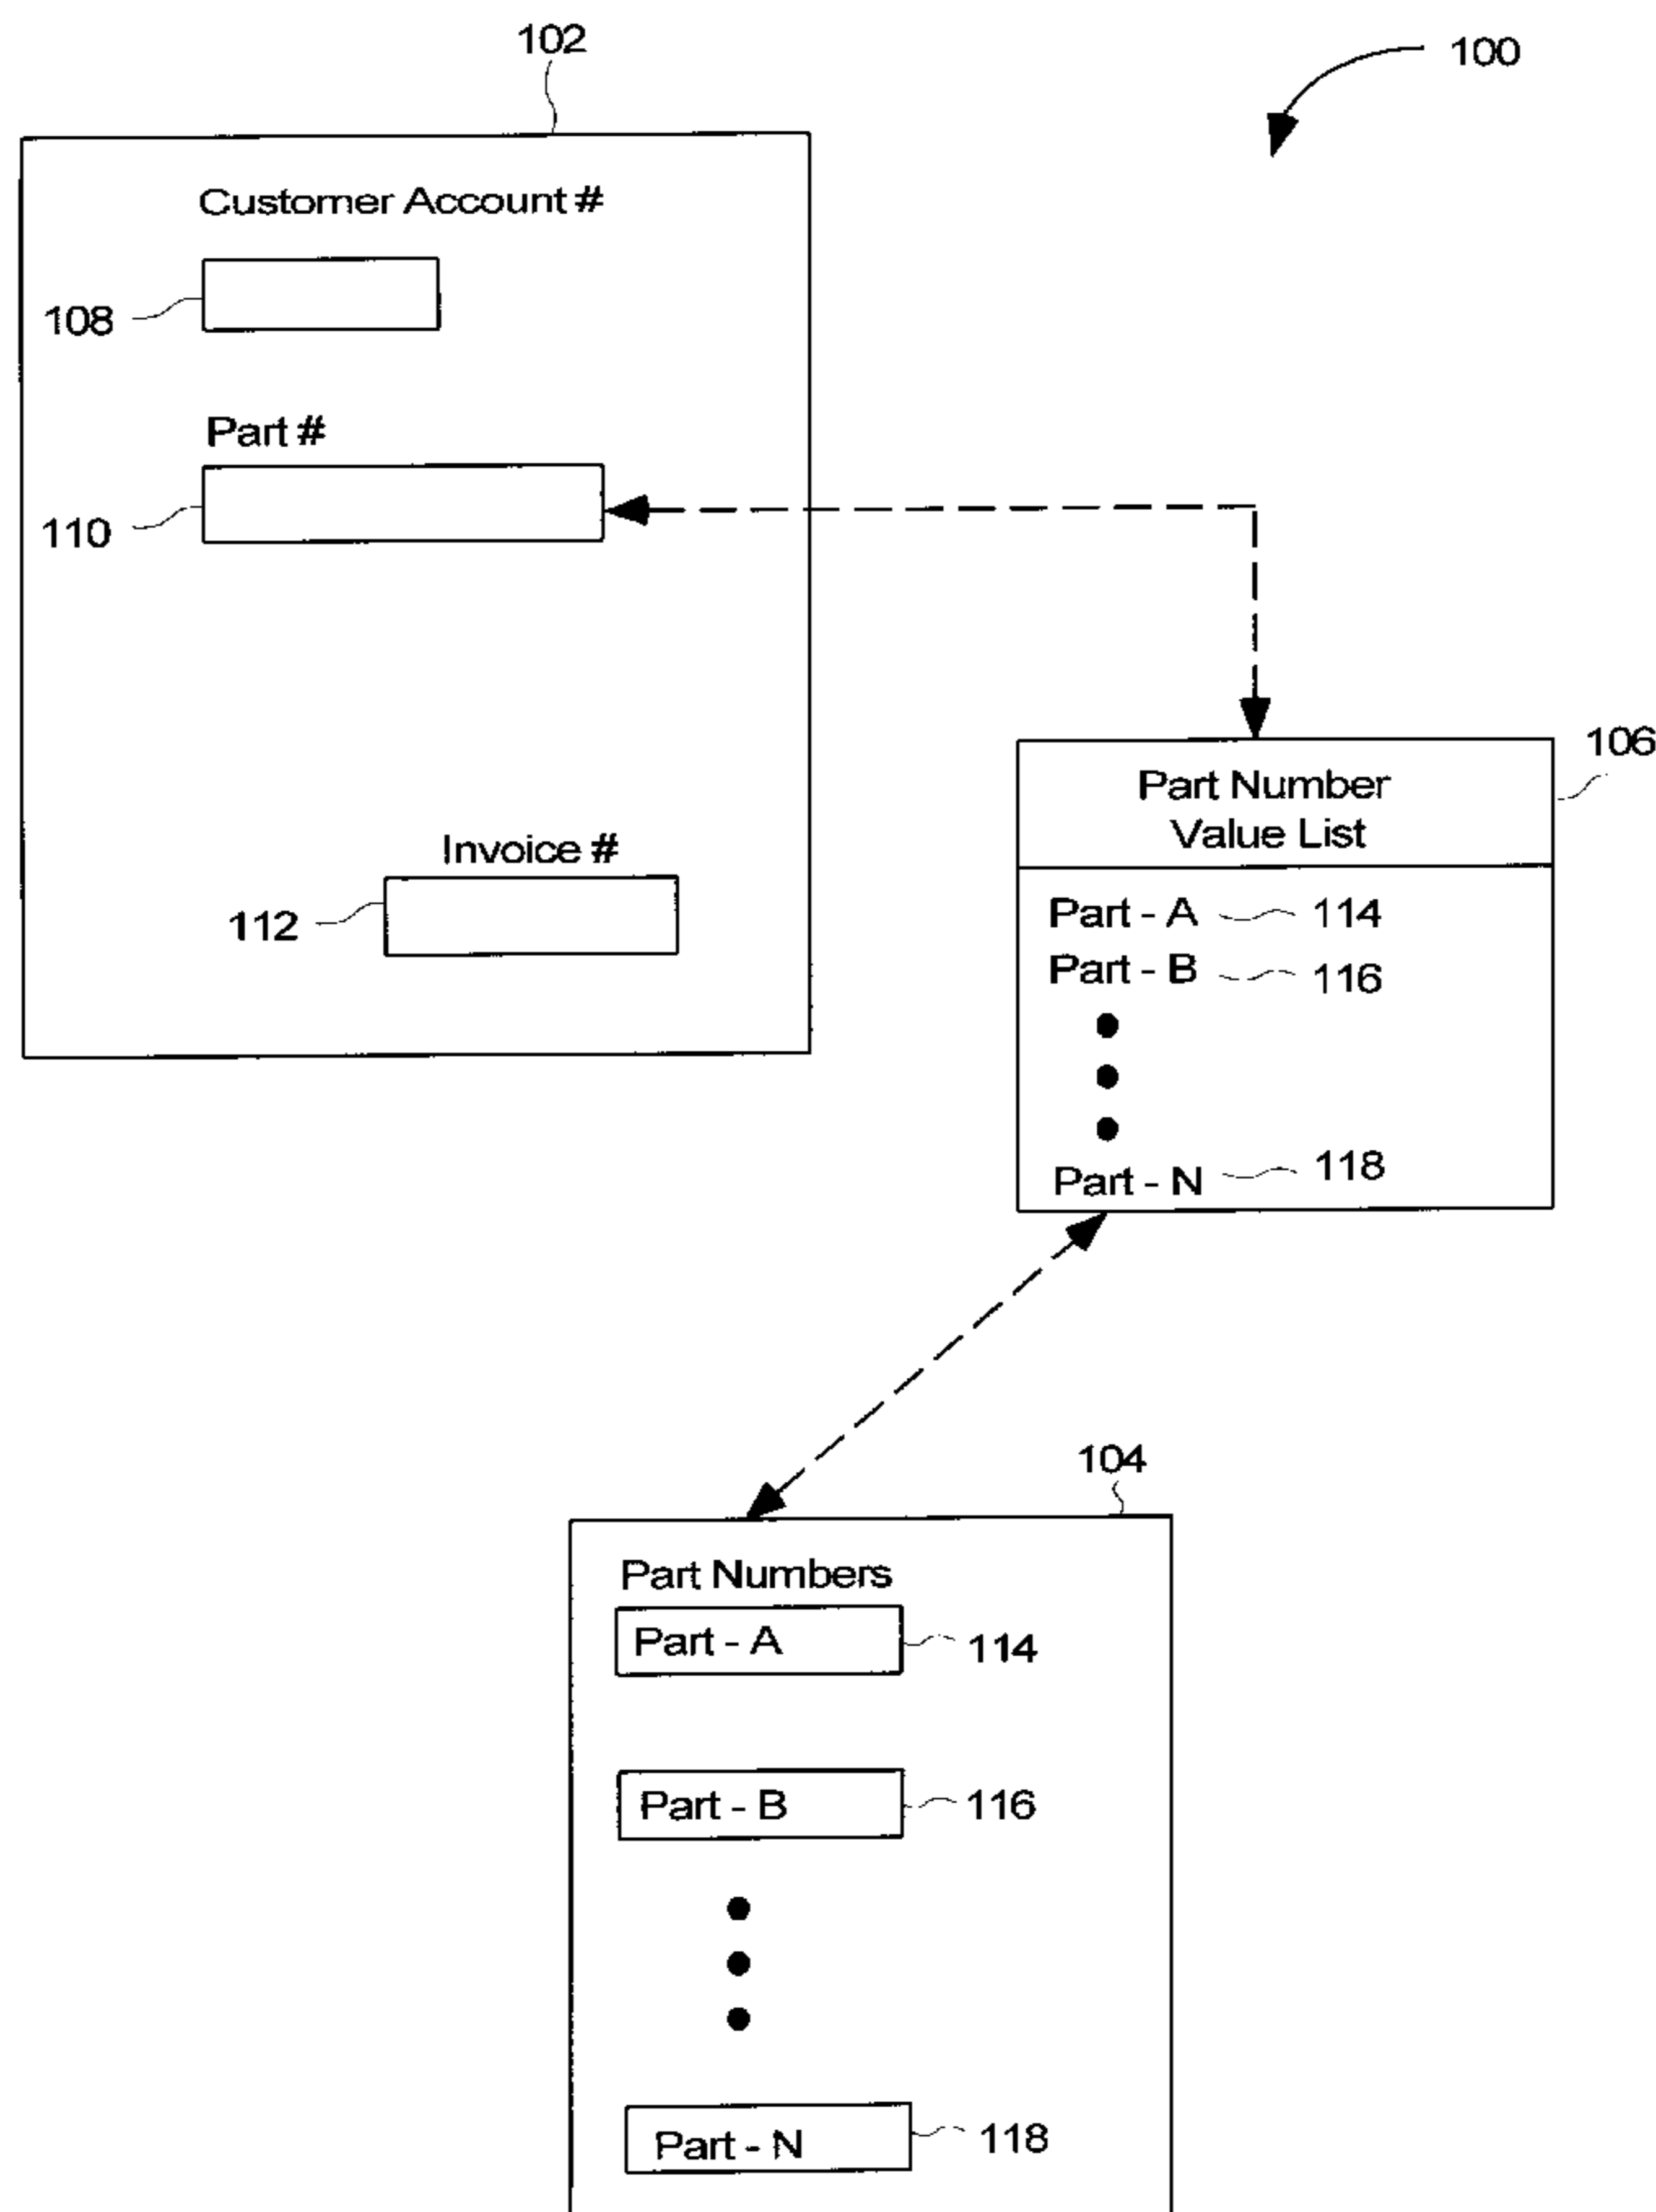 102
100
Customer Account #
108
Part #
110
106
Part Number
Value List
Invoice #
112
Part - A 114
Part - B 116
Part - N 118
104
Part Numbers
Part - A 114
Part - B 116
Part - N 118